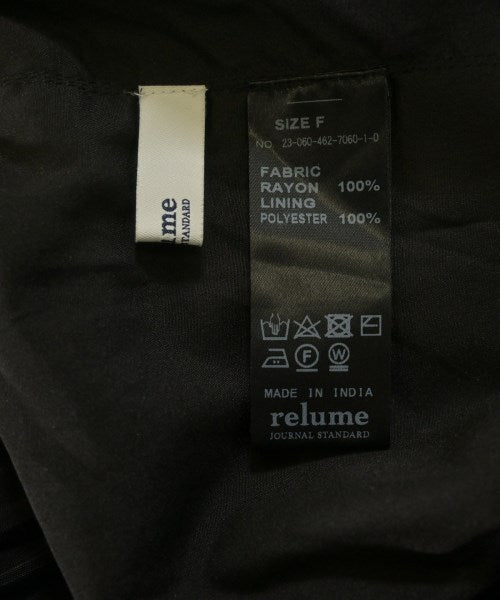 ume
STANDARD
SIZE F
NO. 23-060-462-7060-1-0
FABRIC
RAYON 100%
LINING
POLYESTER 100%
F W
MADE IN INDIA
relume
JOURNAL STANDARD